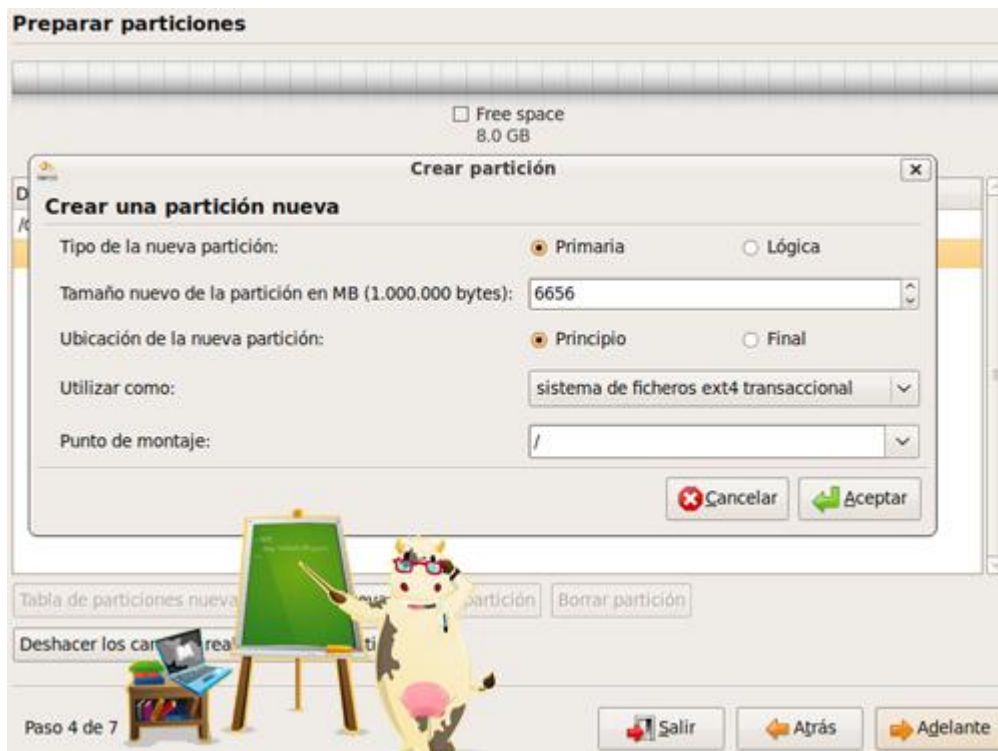 Preparar particiones
Free space
8.0 GB
Crear partición
D
Crear una partición nueva
Tipo de la nueva partición: Primaria Lógica
Tamaño nuevo de la partición en MB (1.000.000 bytes): 6656
Ubicación de la nueva partición: Principio Final
Utilizar como: sistema de ficheros ext4 transaccional
Punto de montaje: /
Cancelar Aceptar
Tabla de particiones nueva partición Borrar partición
Deshacer los
Paso 4 de 7 Salir Atrás Adelante